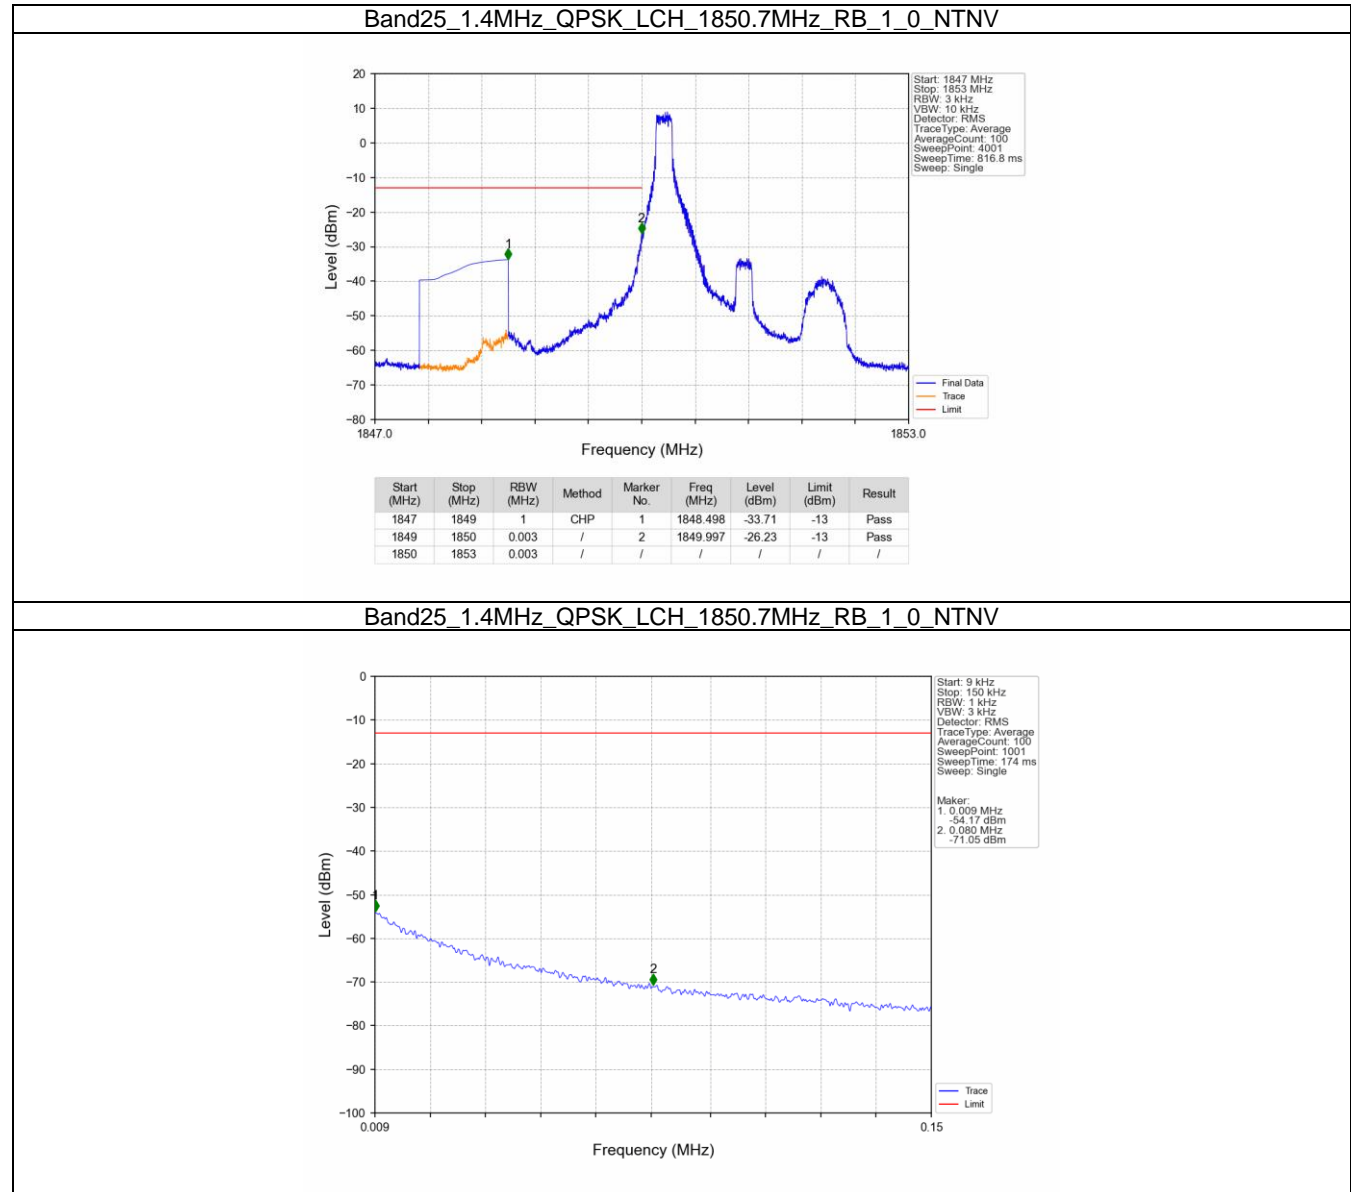 Band25_1.4MHz_QPSK_LCH_1850.7MHz_RB_1_0_NTNV
20
10
0
−10
−20
−30
−40
−50
−60
−70
−80
Level (dBm)
1
2
1847.0
1853.0
Frequency (MHz)
Start: 1847 MHz
Stop: 1853 MHz
RBW: 3 kHz
VBW: 10 kHz
Detector: RMS
TraceType: Average
AverageCount: 100
SweepPoint: 4001
SweepTime: 816.8 ms
Sweep: Single
Final Data
Trace
Limit
Start (MHz) Stop (MHz) RBW (MHz) Method Marker No. Freq (MHz) Level (dBm) Limit (dBm) Result
1847 1849 1 CHP 1 1848.498 -33.71 -13 Pass
1849 1850 0.003 / 2 1849.997 -26.23 -13 Pass
1850 1853 0.003 / / / / / /
Band25_1.4MHz_QPSK_LCH_1850.7MHz_RB_1_0_NTNV
0
−10
−20
−30
−40
−50
−60
−70
−80
−90
−100
Level (dBm)
1
2
0.009
0.15
Frequency (MHz)
Start: 9 kHz
Stop: 150 kHz
RBW: 1 kHz
VBW: 3 kHz
Detector: RMS
TraceType: Average
AverageCount: 100
SweepPoint: 1001
SweepTime: 174 ms
Sweep: Single
Maker:
1. 0.009 MHz
-54.17 dBm
2. 0.080 MHz
-71.05 dBm
Trace
Limit